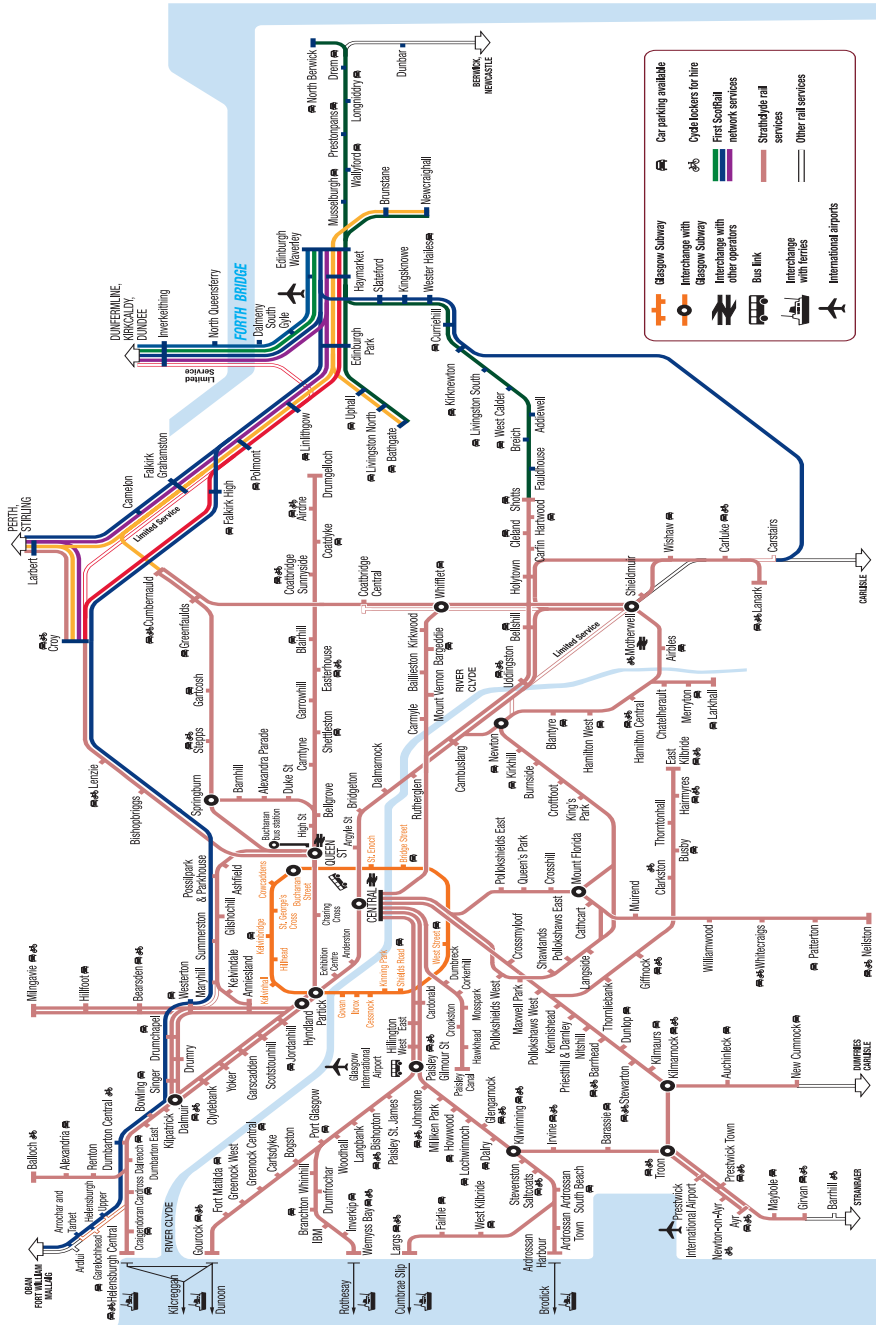 OBAN
FORT WILLIAM
MALLAIG
Ardlui
Arrochar and
Tarbet
Garelochhead
Helensburgh
Upper
Helensburgh Central
Craigendoran
Cardross
Dalreoch
Dumbarton Central
Dumbarton East
Balloch
Alexandria
Renton
Bowling
Kilpatrick
Dalmuir
Singer
Drumry
Drumchapel
Clydebank
Yoker
Garscadden
Scotstounhill
Jordanhill
Hyndland
Partick
Milngavie
Hillfoot
Bearsden
Westerton
Maryhill
Summerston
Gilshochill
Possilpark
& Parkhouse
Ashfield
Kelvindale
Anniesland
RIVER CLYDE
Kilcreggan
Dunoon
Gourock
Fort Matilda
Greenock West
Greenock Central
Cartsdyke
Bogston
Port Glasgow
Whinhill
Branchton
Drumfrochar
IBM
Inverkip
Wemyss Bay
Rothesay
Woodhall
Langbank
Bishopton
Paisley St. James
Glasgow
International
Airport
Paisley
Gilmour St
Hillington
West
East
Cardonald
Cumbrae Slip
Largs
Fairlie
West Kilbride
Ardrossan
Harbour
Ardrossan
Town
Ardrossan
South Beach
Saltcoats
Stevenston
Brodick
Kilwinning
Dalry
Glengarnock
Lochwinnoch
Howwood
Milliken Park
Johnstone
Paisley
Canal
Hawkhead
Crookston
Mosspark
Corkerhill
Dumbreck
Irvine
Barassie
Troon
Prestwick
International Airport
Prestwick Town
Newton-on-Ayr
Ayr
Maybole
Girvan
Barrhill
STRANRAER
Kilmarnock
Kilmaurs
Stewarton
Dunlop
Barrhead
Nitshill
Priesthill & Darnley
Kennishead
Pollokshaws West
Auchinleck
New Cumnock
DUMFRIES
CARLISLE
Kelvinhall
Hillhead
Kelvinbridge
St. George's
Cross
Cowcaddens
Buchanan
Street
St. Enoch
Bridge Street
West Street
Shields Road
Kinning Park
Cessnock
Ibrox
Govan
Exhibition
Centre
Anderston
Charing
Cross
CENTRAL
QUEEN
ST
Buchanan
bus station
High St
Argyle St
Bridgeton
Dalmarnock
Rutherglen
Cambuslang
Bellgrove
Duke St
Alexandra Parade
Barnhill
Springburn
Bishopbriggs
Lenzie
Croy
Stepps
Gartcosh
Greenfaulds
Cumbernauld
Carntyne
Shettleston
Garrowhill
Easterhouse
Blairhill
Coatbridge
Sunnyside
Coatdyke
Airdrie
Drumgelloch
Coatbridge
Central
Whifflet
Kirkwood
Bargeddie
Baillieston
Mount Vernon
Carmyle
RIVER
CLYDE
Pollokshields West
Maxwell Park
Shawlands
Crossmyloof
Pollokshaws East
Langside
Cathcart
Mount Florida
Crosshill
Queen's Park
Pollokshields East
King's
Park
Croftfoot
Burnside
Kirkhill
Newton
Muirend
Williamwood
Whitecraigs
Patterton
Neilston
Thornliebank
Giffnock
Clarkston
Busby
Thorntonhall
Hairmyres
East
Kilbride
Blantyre
Hamilton West
Hamilton Central
Chatelherault
Merryton
Larkhall
Airbles
Motherwell
Shieldmuir
Limited Service
Uddingston
Bellshill
Holytown
Carfin
Cleland
Hartwood
Shotts
Fauldhouse
Breich
Addiewell
West Calder
Livingston South
Kirknewton
Curriehill
Wester Hailes
Kingsknowe
Slateford
Wishaw
Carluke
Lanark
Carstairs
CARLISLE
PERTH,
STIRLING
Larbert
Camelon
Falkirk
Grahamston
Falkirk High
Limited Service
Polmont
Linlithgow
Bathgate
Livingston North
Uphall
Edinburgh
Park
Haymarket
Edinburgh
Waverley
DUNFERMLINE,
KIRKCALDY,
DUNDEE
Inverkeithing
North Queensferry
FORTH BRIDGE
Dalmeny
South
Gyle
Limited
Service
Brunstane
Newcraighall
Musselburgh
Wallyford
Prestonpans
Longniddry
Drem
North Berwick
Dunbar
BERWICK,
NEWCASTLE
Glasgow Subway
Interchange with
Glasgow Subway
Interchange with
other operators
Bus link
Interchange
with ferries
International airports
Car parking available
Cycle lockers for hire
First ScotRail
network services
Strathclyde rail
services
Other rail services